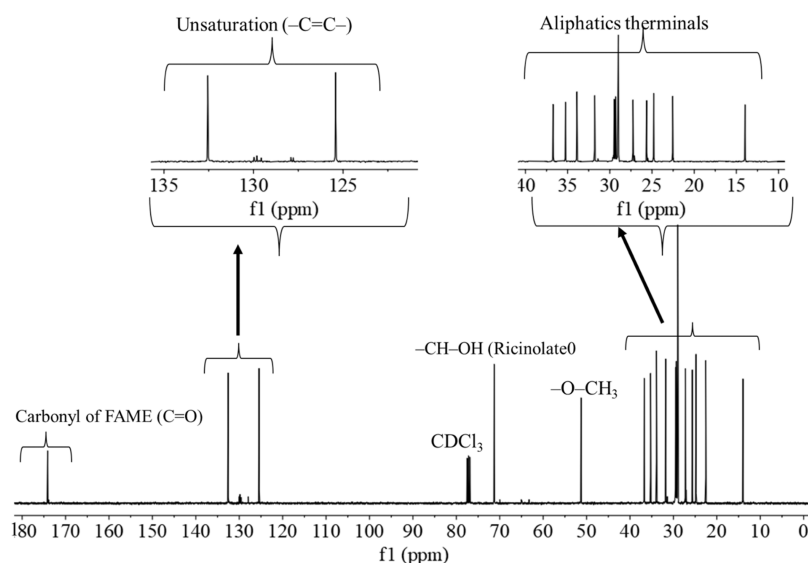 Unsaturation (–C=C–)
Aliphatics therminals
135 130 125
f1 (ppm)
40 35 30 25 20 15 10
f1 (ppm)
–CH–OH (Ricinolate0
–O–CH3
Carbonyl of FAME (C=O)
CDCl3
180 170 160 150 140 130 120 110 100 90 80 70 60 50 40 30 20 10 0
f1 (ppm)